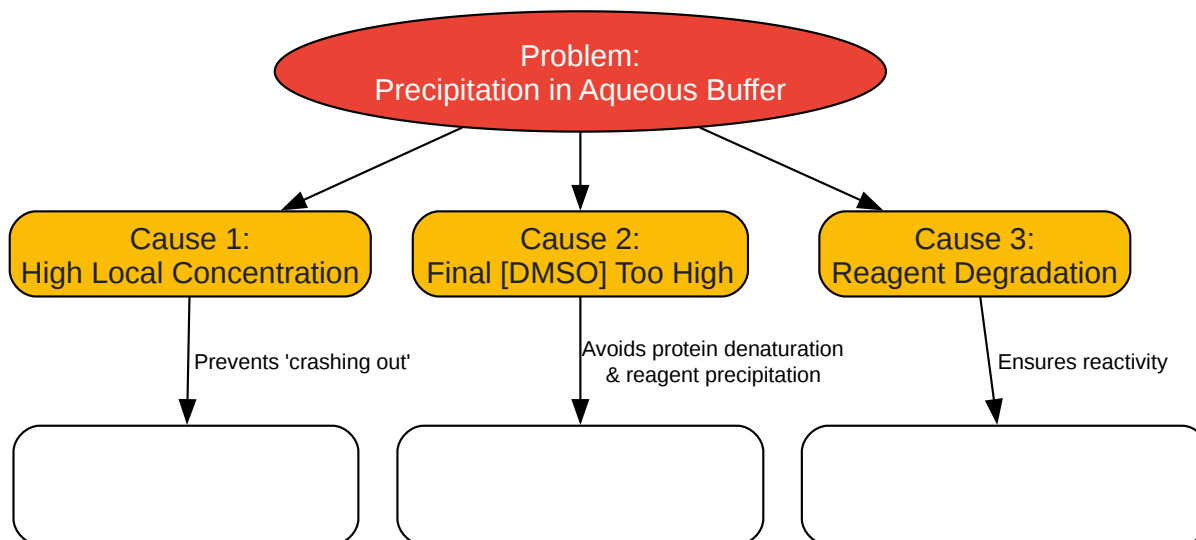 Problem:
Precipitation in Aqueous Buffer
Cause 1:
High Local Concentration
Cause 2:
Final [DMSO] Too High
Cause 3:
Reagent Degradation
Prevents 'crashing out'
Avoids protein denaturation
& reagent precipitation
Ensures reactivity